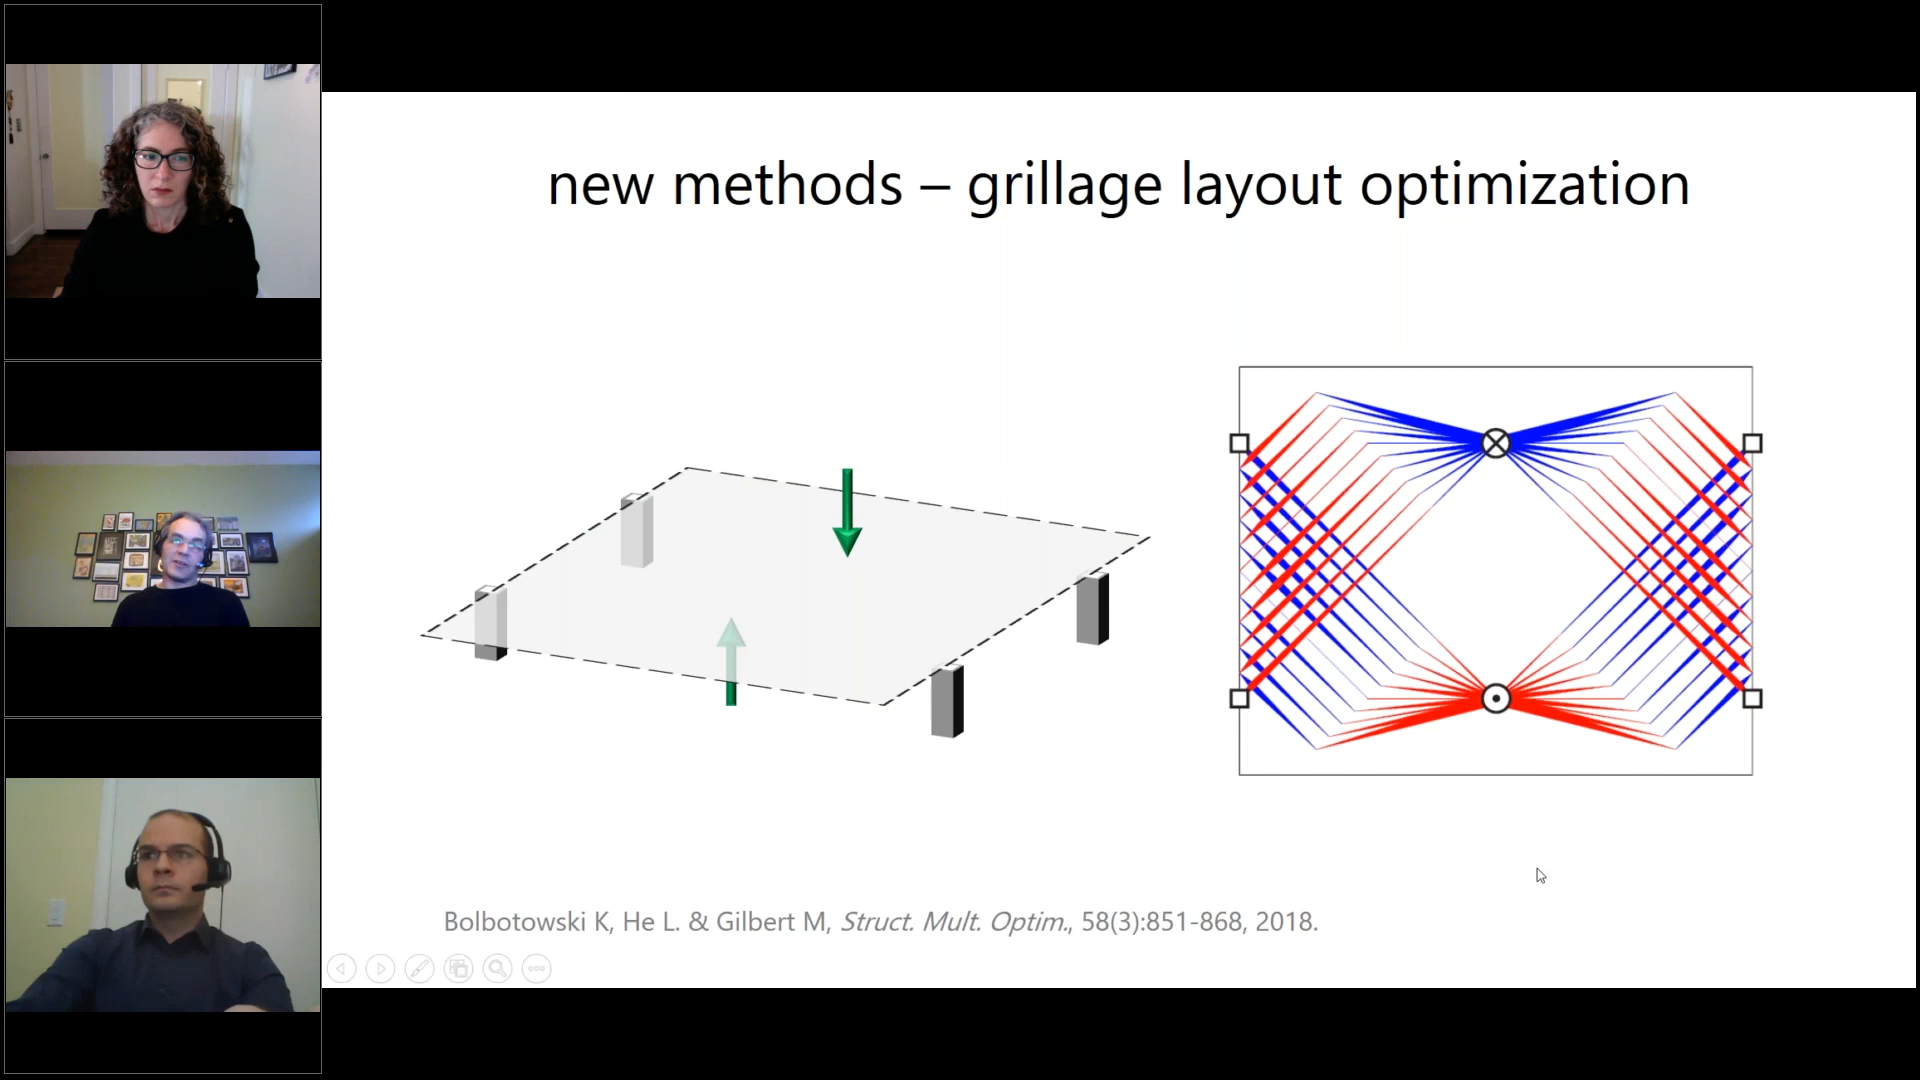 new methods – grillage layout optimization
Bolbotowski K, He L. & Gilbert M, Struct. Mult. Optim., 58(3):851-868, 2018.